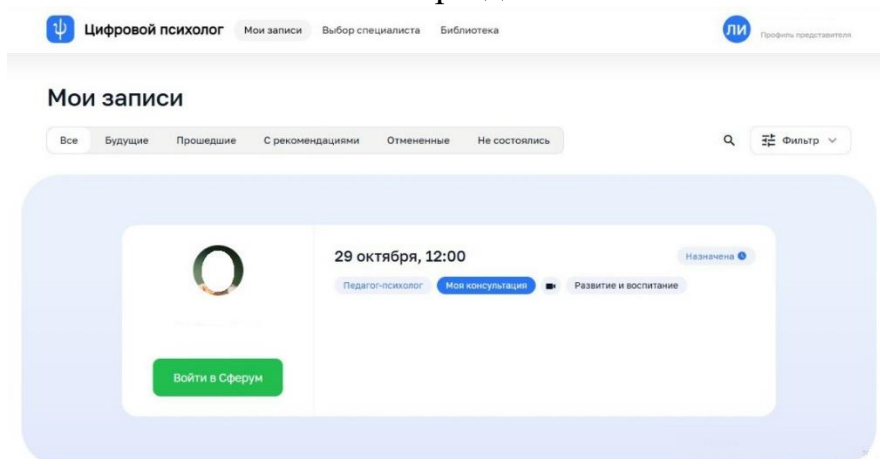 Цифровой психолог Мои записи Выбор специалиста Библиотека ЛИ Профиль представителя
Мои записи
Все Будущие Прошедшие С рекомендациями Отмененные Не состоялись Фильтр
29 октября, 12:00 Назначена
Педагог-психолог Моя консультация Развитие и воспитание
Войти в Сферум